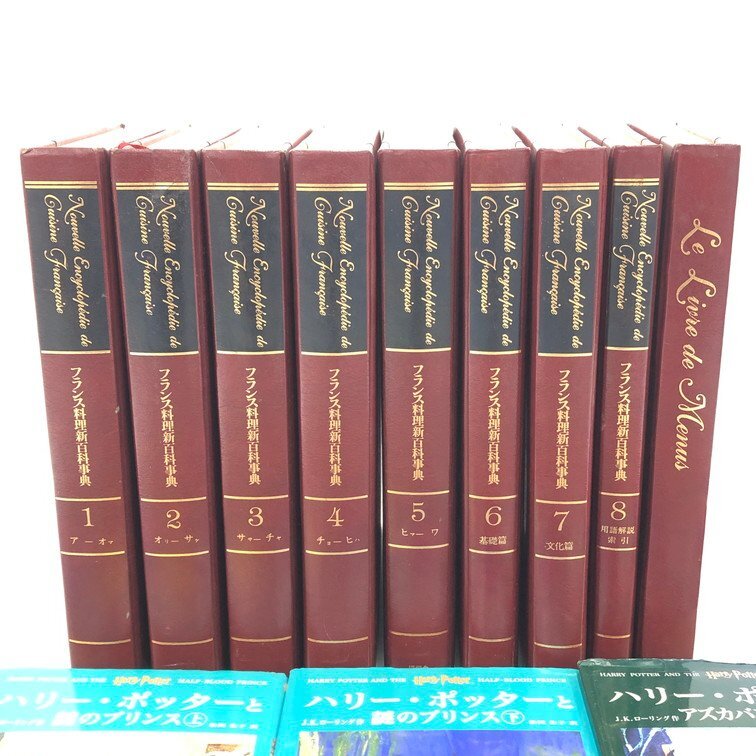 Nouvelle Encyclopédie de
Cuisine Française
フランス料理新百科事典
1
アーオァ
Nouvelle Encyclopédie de
Cuisine Française
フランス料理新百科事典
2
オリーサァ
Nouvelle Encyclopédie de
Cuisine Française
フランス料理新百科事典
3
サャーチャ
Nouvelle Encyclopédie de
Cuisine Française
フランス料理新百科事典
4
チョーヒハ
Nouvelle Encyclopédie de
Cuisine Française
フランス料理新百科事典
5
ヒァーワ
Nouvelle Encyclopédie de
Cuisine Française
フランス料理新百科事典
6
基礎篇
Nouvelle Encyclopédie de
Cuisine Française
フランス料理新百科事典
7
文化篇
Nouvelle Encyclopédie de
Cuisine Française
フランス料理新百科事典
8
用語解説
索引
Le Livre de Menus
AND THE Harry Potter HALF-BLOOD PRINCE
ハリー・ポッターと
謎のプリンス 上
HARRY POTTER AND THE Harry Potter HALF-BLOOD PRINCE
ハリー・ポッターと
J.K.ローリング作 謎のプリンス 下
HARRY POTTER AND THE
ハリー・ポ
J.K.ローリング作 アズカバ